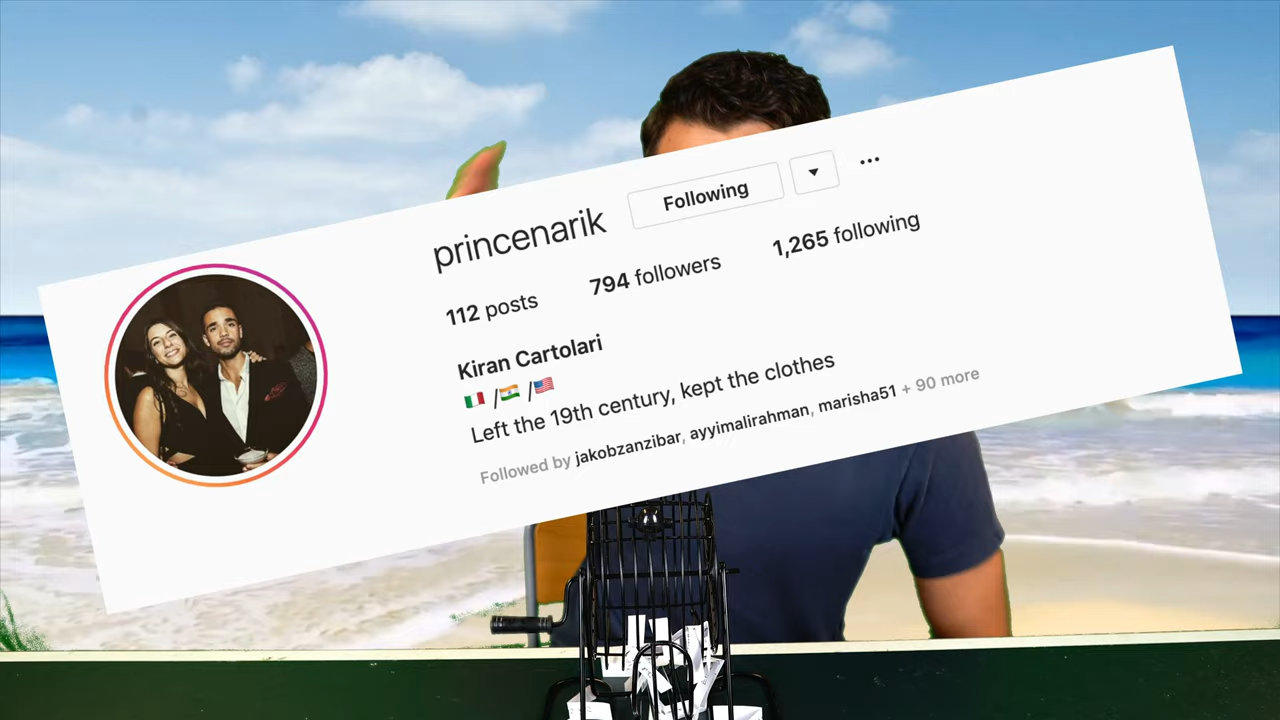 princenarik Following ▼ •••
112 posts 794 followers 1,265 following
Kiran Cartolari
🇮🇹 /🇮🇳 /🇺🇸
Left the 19th century, kept the clothes
Followed by jakobzanzibar, ayyimalirahman, marisha51 + 90 more